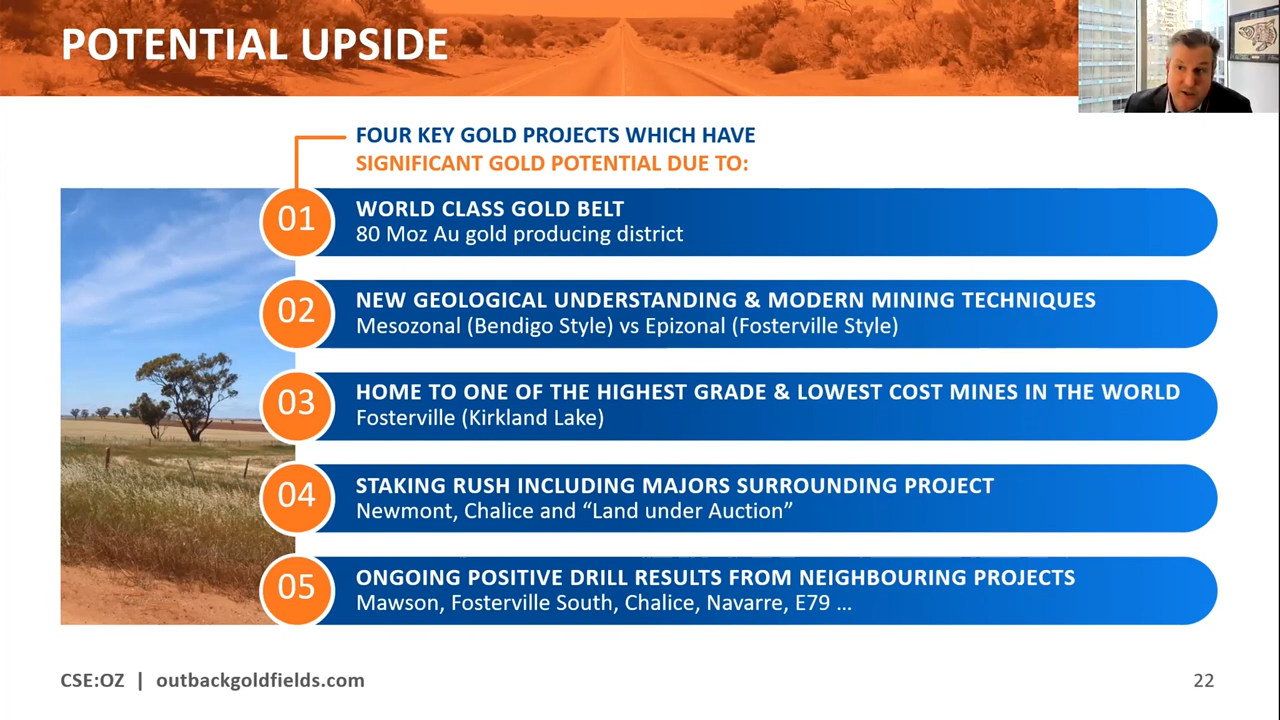 POTENTIAL UPSIDE
FOUR KEY GOLD PROJECTS WHICH HAVE
SIGNIFICANT GOLD POTENTIAL DUE TO:
01
WORLD CLASS GOLD BELT
80 Moz Au gold producing district
02
NEW GEOLOGICAL UNDERSTANDING & MODERN MINING TECHNIQUES
Mesozonal (Bendigo Style) vs Epizonal (Fosterville Style)
03
HOME TO ONE OF THE HIGHEST GRADE & LOWEST COST MINES IN THE WORLD
Fosterville (Kirkland Lake)
04
STAKING RUSH INCLUDING MAJORS SURROUNDING PROJECT
Newmont, Chalice and “Land under Auction”
05
ONGOING POSITIVE DRILL RESULTS FROM NEIGHBOURING PROJECTS
Mawson, Fosterville South, Chalice, Navarre, E79 ...
CSE:OZ | outbackgoldfields.com
22